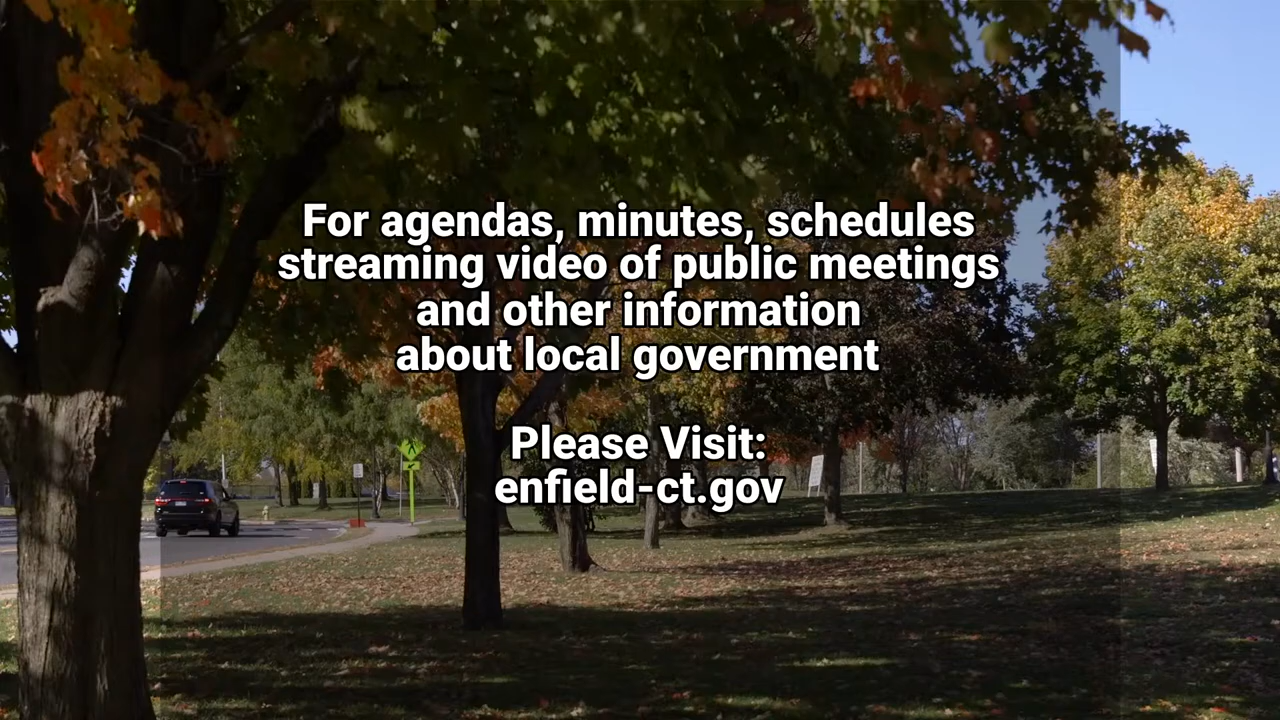 For agendas, minutes, schedules
streaming video of public meetings
and other information
about local government
Please Visit:
enfield-ct.gov